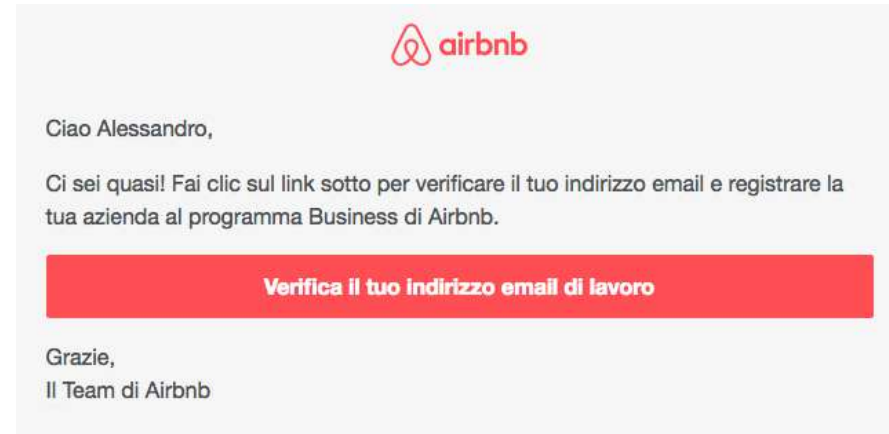 airbnb
Ciao Alessandro,
Ci sei quasi! Fai clic sul link sotto per verificare il tuo indirizzo email e registrare la
tua azienda al programma Business di Airbnb.
Verifica il tuo indirizzo email di lavoro
Grazie,
Il Team di Airbnb